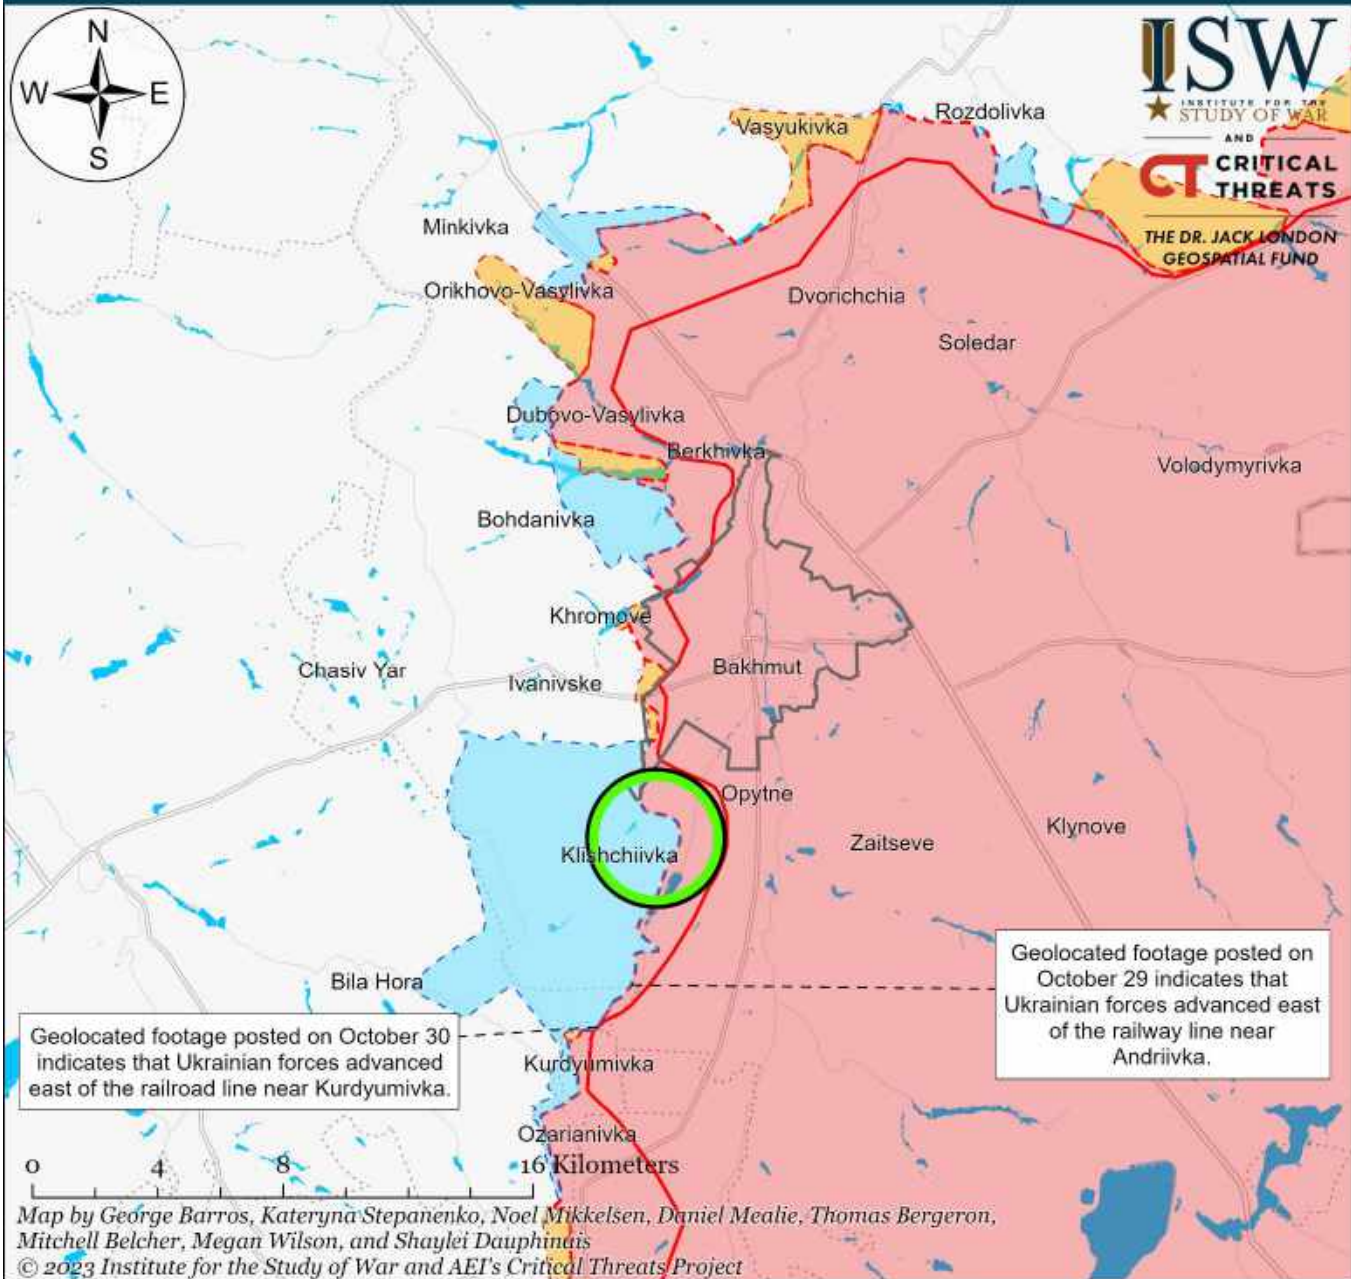 N
W
E
S
ISW
INSTITUTE FOR THE
STUDY OF WAR
AND
CT CRITICAL
THREATS
THE DR. JACK LONDON
GEOSPATIAL FUND
Rozdolivka
Vasyukivka
Minkivka
Orikhovo-Vasylivka
Dvorichchia
Soledar
Dubovo-Vasylivka
Berkhivka
Volodymyrivka
Bohdanivka
Khromove
Bakhmut
Chasiv Yar
Ivanivske
Opytne
Klynove
Zaitseve
Klishchiivka
Bila Hora
Geolocated footage posted on
October 29 indicates that
Ukrainian forces advanced east
of the railway line near
Andriivka.
Geolocated footage posted on October 30
indicates that Ukrainian forces advanced
east of the railroad line near Kurdyumivka.
Kurdyumivka
Ozarianivka
0 4 8 16 Kilometers
Map by George Barros, Kateryna Stepanenko, Noel Mikkelsen, Daniel Mealie, Thomas Bergeron,
Mitchell Belcher, Megan Wilson, and Shaylei Dauphinais
© 2023 Institute for the Study of War and AEI's Critical Threats Project